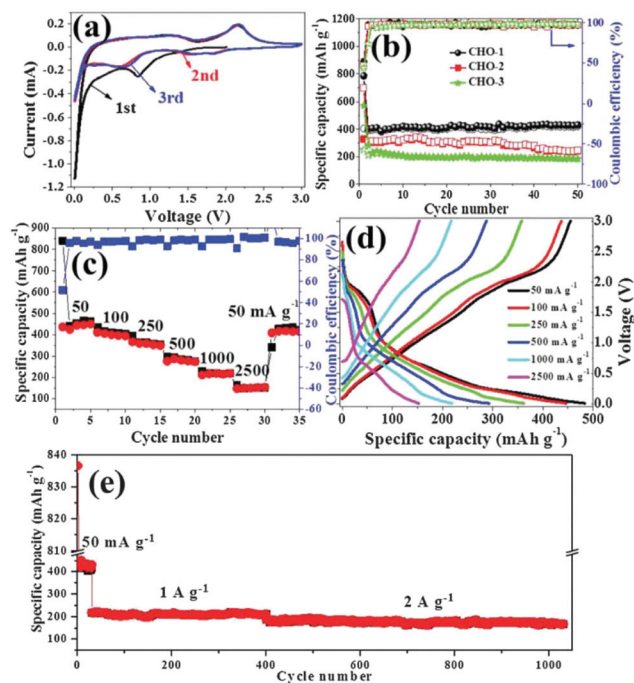 (a)
Current (mA)
0.2
0.0
-0.2
-0.4
-0.6
-0.8
-1.0
-1.2
1st
2nd
3rd
0.0 0.5 1.0 1.5 2.0 2.5 3.0
Voltage (V)
(b)
Specific capacity (mAh g-1)
1200
1000
800
600
400
200
0
CHO-1
CHO-2
CHO-3
100
50
0
-50
-100
Coulombic efficiency (%)
0 10 20 30 40 50
Cycle number
(c)
Specific capacity (mAh g-1)
900
800
700
600
500
400
300
200
100
50
100
250
500
1000
2500
50 mA g-1
100
80
60
40
20
0
-20
-40
-60
Coulombic efficiency (%)
0 5 10 15 20 25 30 35
Cycle number
(d)
50 mA g-1
100 mA g-1
250 mA g-1
500 mA g-1
1000 mA g-1
2500 mA g-1
3.0
2.5
2.0
1.5
1.0
0.5
0.0
Voltage (V)
0 100 200 300 400 500
Specific capacity (mAh g-1)
(e)
Specific capacity (mAh g-1)
840
830
820
810
400
300
200
100
50 mA g-1
1 A g-1
2 A g-1
0 200 400 600 800 1000
Cycle number